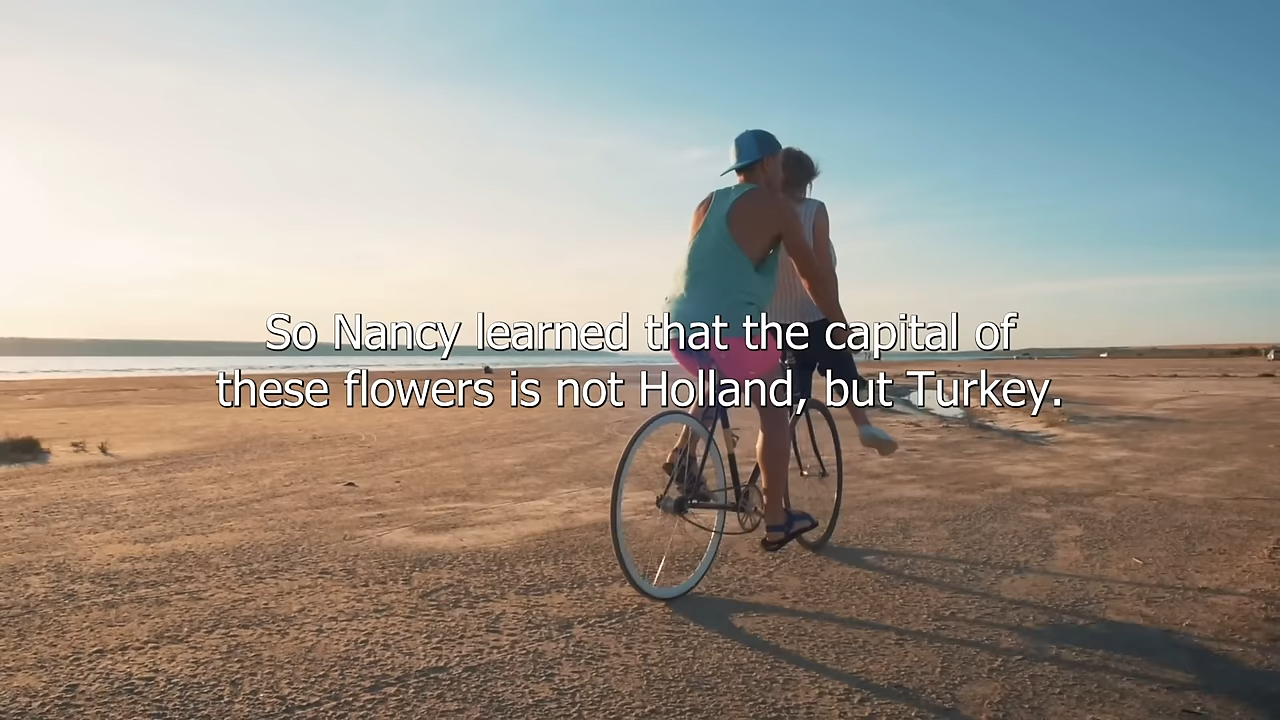 So Nancy learned that the capital of
these flowers is not Holland, but Turkey.